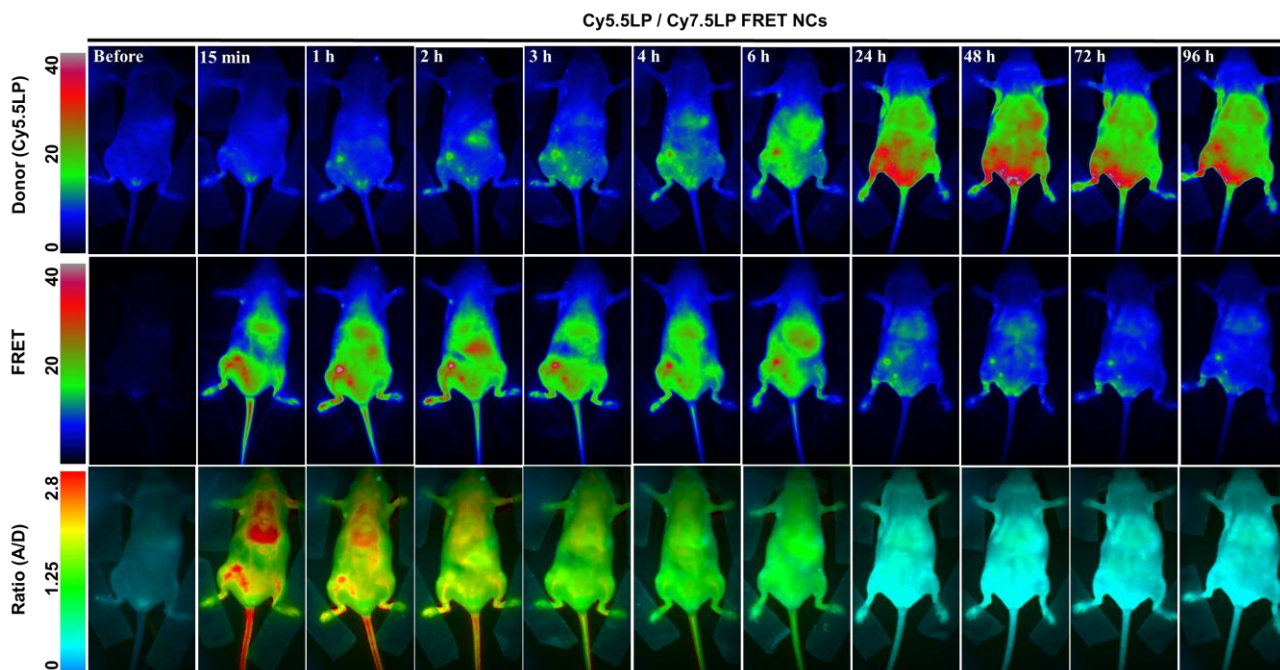 Cy5.5LP / Cy7.5LP FRET NCs
Before 15 min 1 h 2 h 3 h 4 h 6 h 24 h 48 h 72 h 96 h
Donor (Cy5.5LP)
40
20
0
FRET
40
20
Ratio (A/D)
2.8
1.25
0